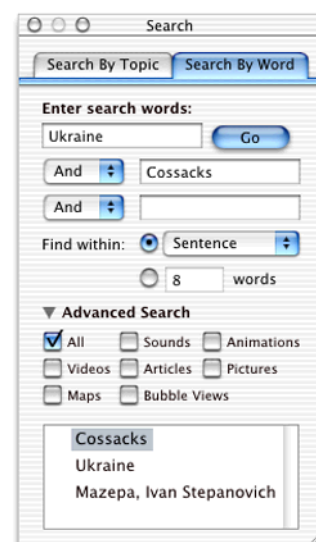 Search
Search By Topic Search By Word
Enter search words:
Ukraine Go
And Cossacks
And
Find within: Sentence
8 words
Advanced Search
All Sounds Animations
Videos Articles Pictures
Maps Bubble Views
Cossacks
Ukraine
Mazepa, Ivan Stepanovich